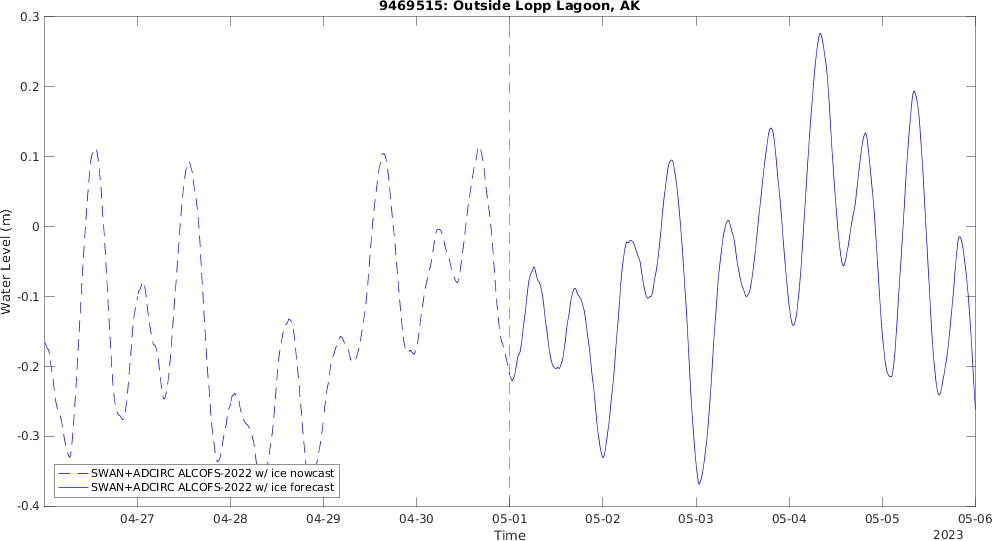 9469515: Outside Lopp Lagoon, AK
0.3
0.2
0.1
0
-0.1
-0.2
-0.3
-0.4
Water Level (m)
SWAN+ADCIRC ALCOFS-2022 w/ ice nowcast
SWAN+ADCIRC ALCOFS-2022 w/ ice forecast
04-27 04-28 04-29 04-30 05-01 05-02 05-03 05-04 05-05 05-06
Time
2023